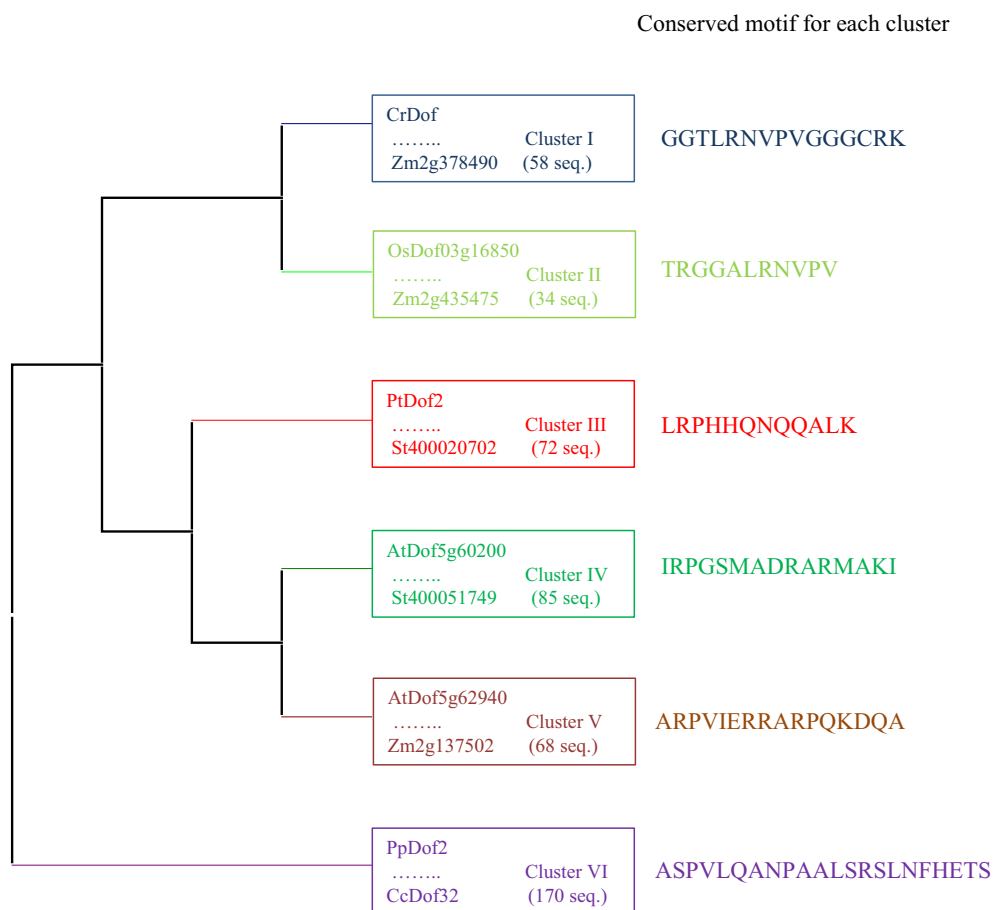 Conserved motif for each cluster
CrDof
…….. Cluster I
Zm2g378490 (58 seq.)
GGTLRNVPVGGGCRK
OsDof03g16850
…….. Cluster II
Zm2g435475 (34 seq.)
TRGGALRNVPV
PtDof2
…….. Cluster III
St400020702 (72 seq.)
LRPHHQNQQALK
AtDof5g60200
…….. Cluster IV
St400051749 (85 seq.)
IRPGSMADRARMAKI
AtDof5g62940
…….. Cluster V
Zm2g137502 (68 seq.)
ARPVIERRARPQKDQA
PpDof2
…….. Cluster VI
CcDof32 (170 seq.)
ASPVLQANPAALSRSLNFHETS